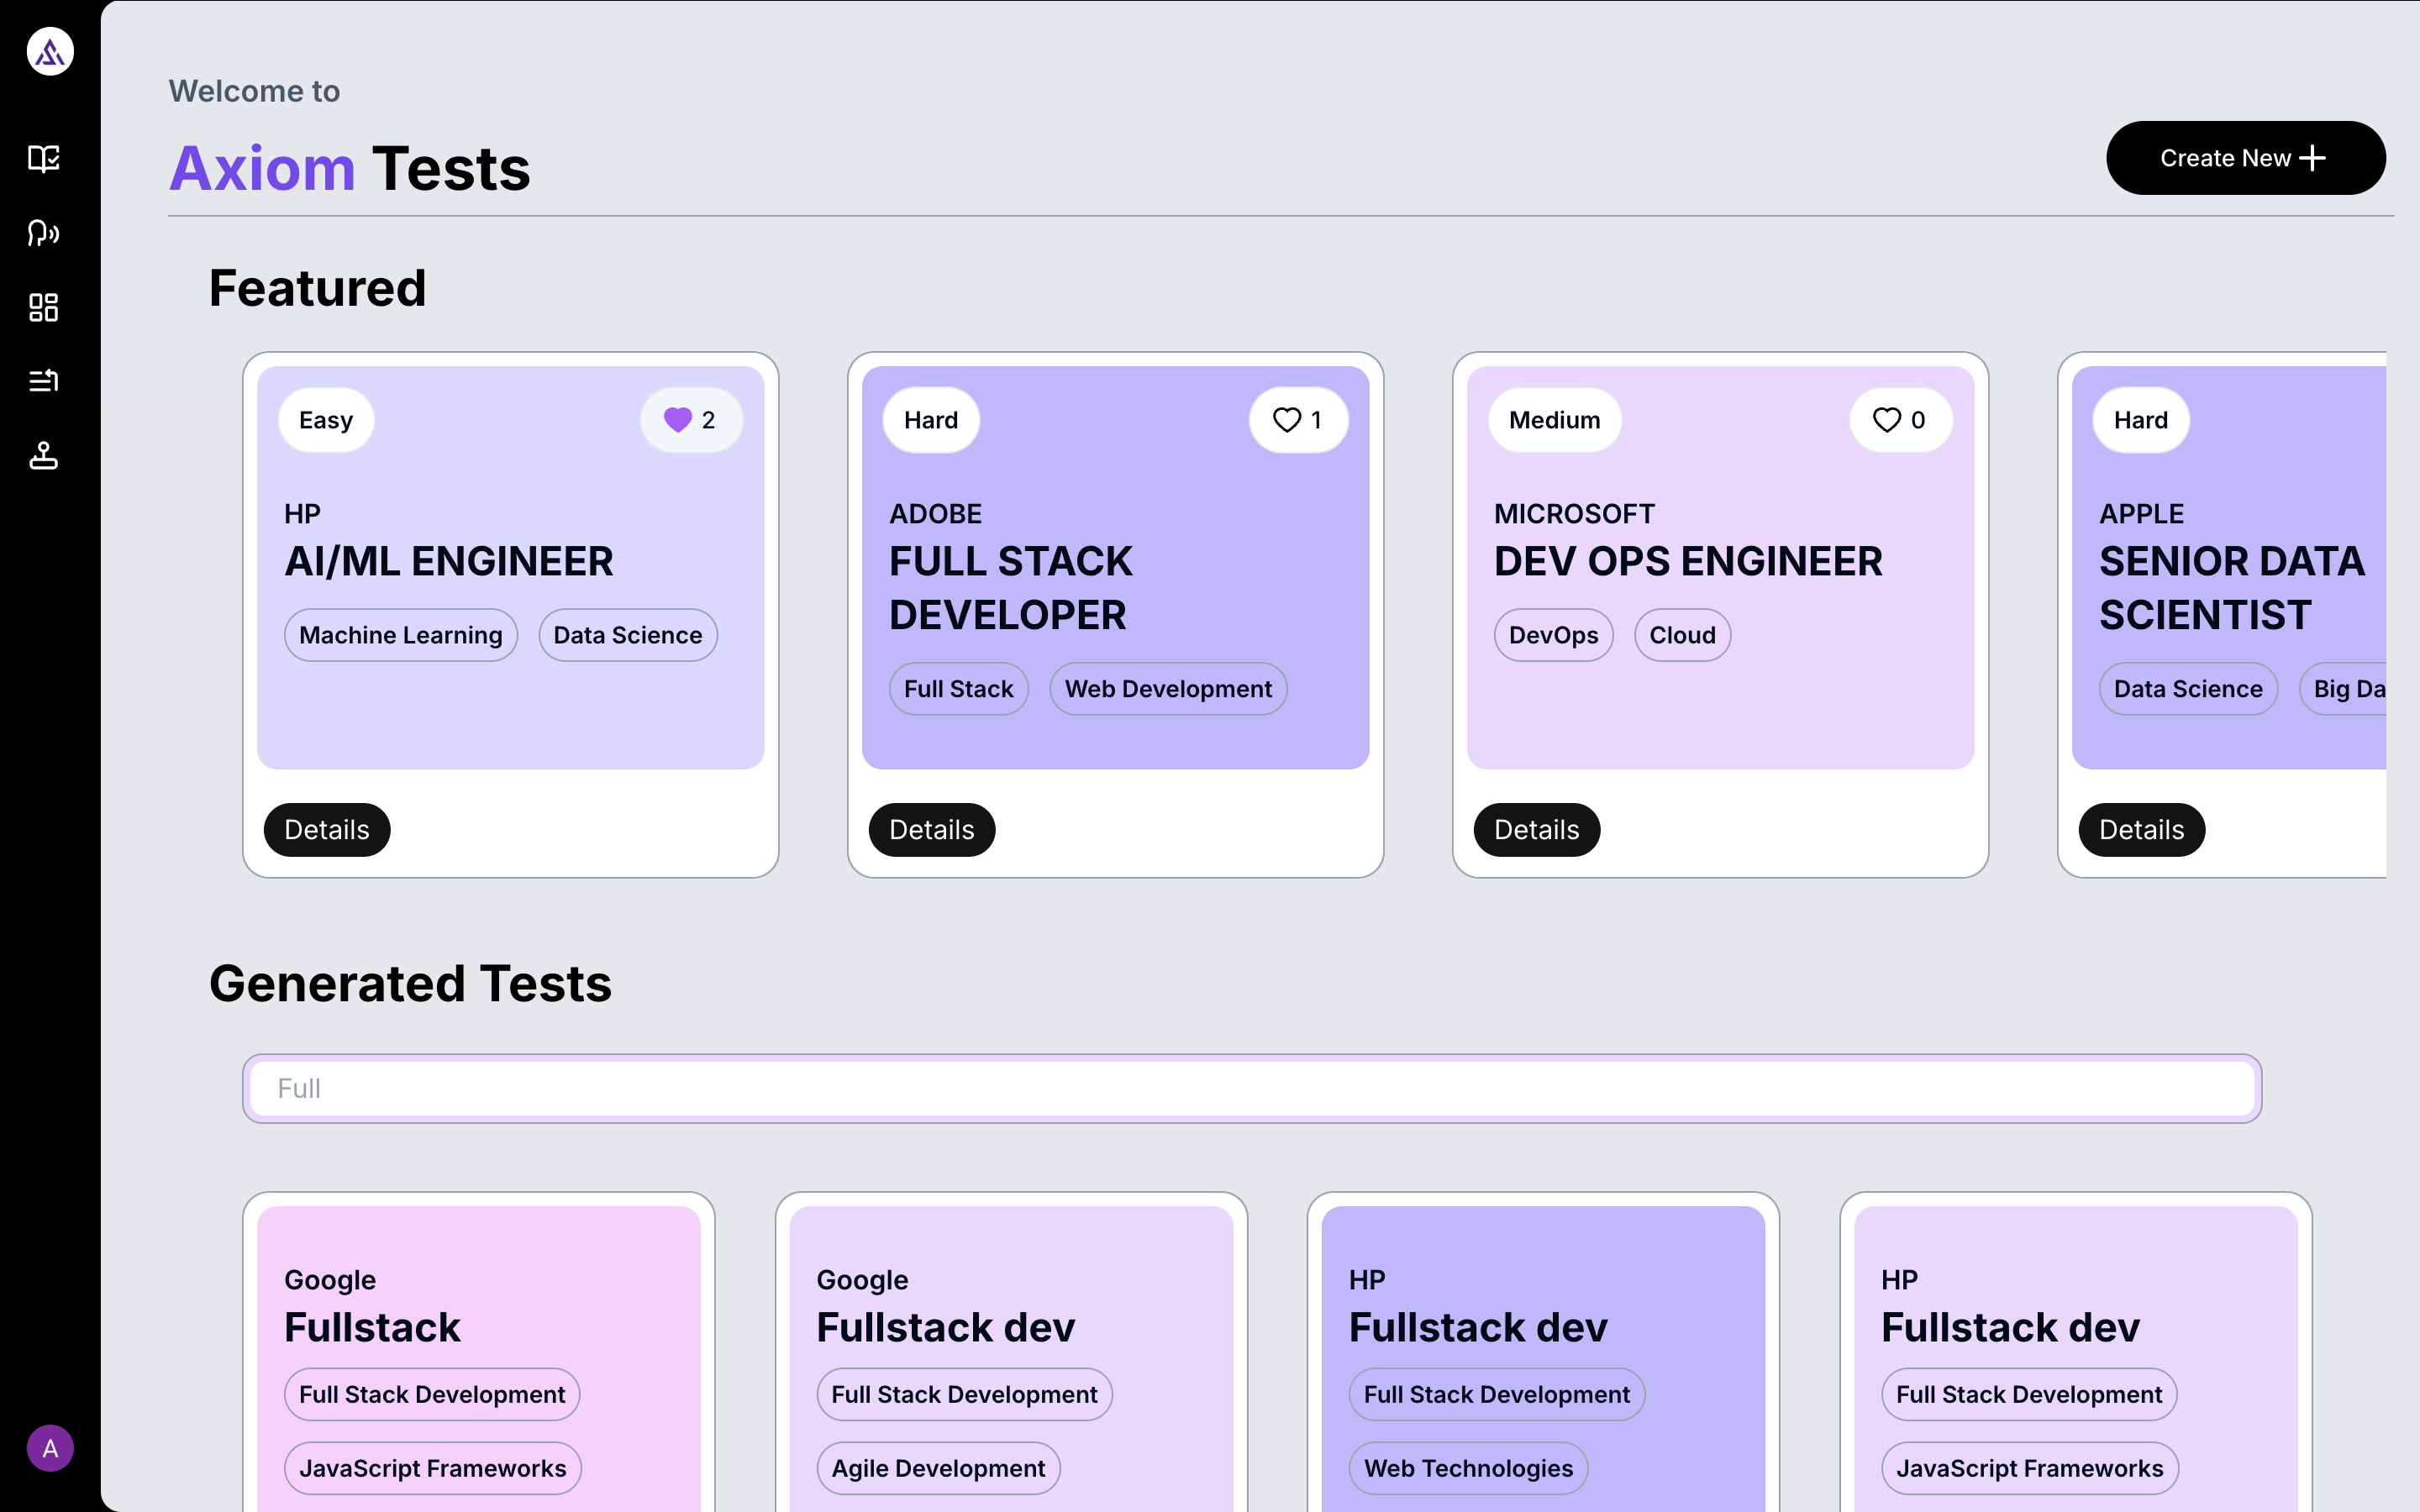 Welcome to
Axiom Tests
Create New
Featured
Easy
2
HP
AI/ML ENGINEER
Machine Learning
Data Science
Details
Hard
1
ADOBE
FULL STACK
DEVELOPER
Full Stack
Web Development
Details
Medium
0
MICROSOFT
DEV OPS ENGINEER
DevOps
Cloud
Details
Hard
APPLE
SENIOR DATA
SCIENTIST
Data Science
Big Da
Details
Generated Tests
Full
Google
Fullstack
Full Stack Development
JavaScript Frameworks
Google
Fullstack dev
Full Stack Development
Agile Development
HP
Fullstack dev
Full Stack Development
Web Technologies
HP
Fullstack dev
Full Stack Development
JavaScript Frameworks
A